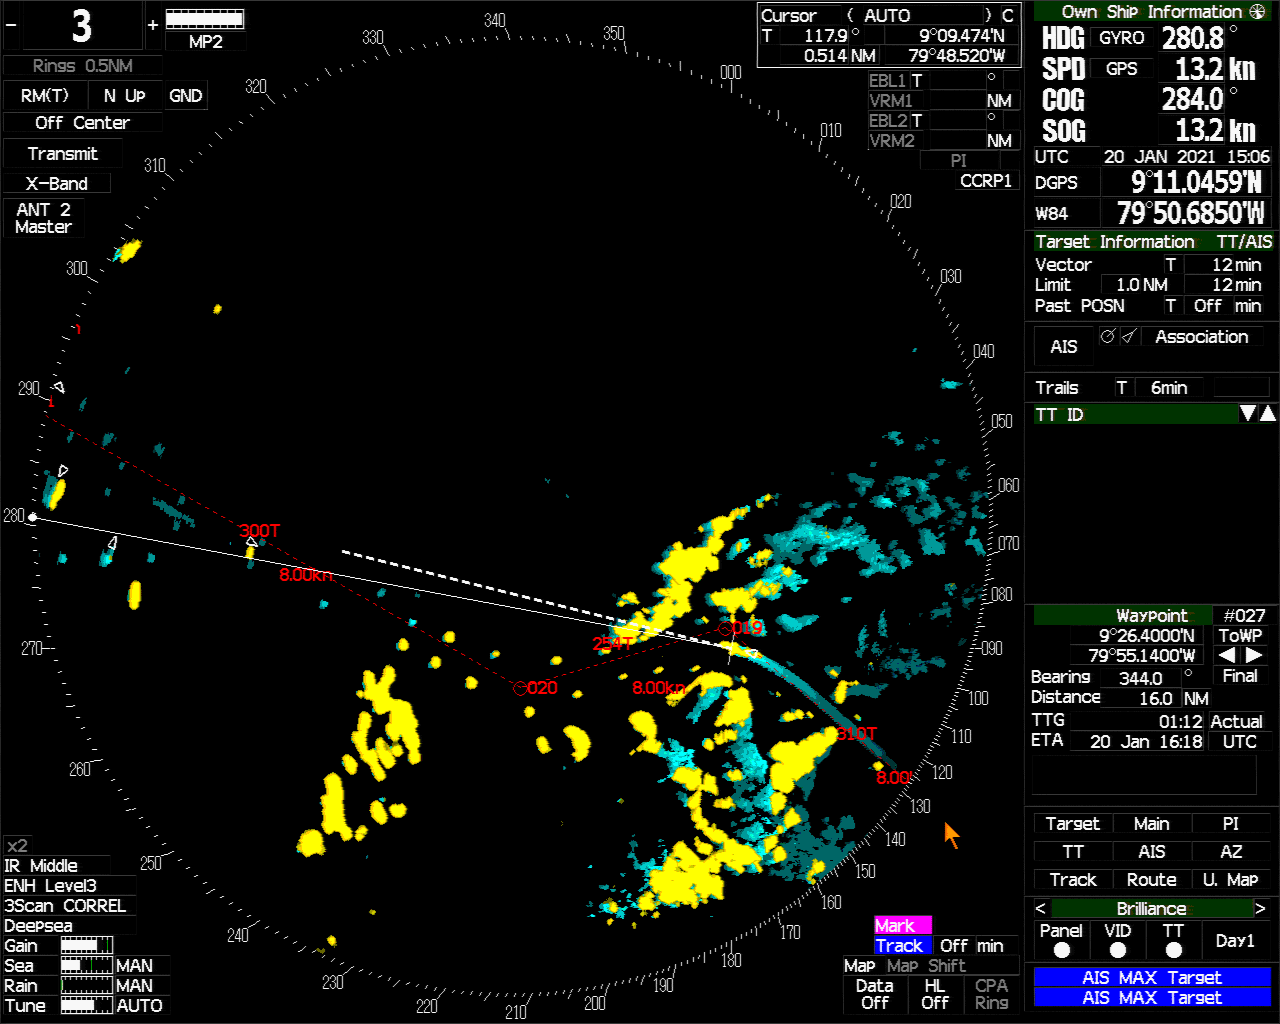 − 3 +
MP2
Rings 0.5NM
RM(T) N Up GND
Off Center
Transmit
X-Band
ANT 2
Master
Cursor ( AUTO ) C
T 117.9° 9°09.474'N
0.514 NM 79°48.520'W
EBL1 T °
VRM1 NM
EBL2 T °
VRM2 NM
PI
CCRP1
Own Ship Information
HDG GYRO 280.8°
SPD GPS 13.2 kn
COG 284.0°
SOG 13.2 kn
UTC 20 JAN 2021 15:06
DGPS 9°11.0459'N
W84 79°50.6850'W
Target Information TT/AIS
Vector T 12 min
Limit 1.0 NM 12 min
Past POSN T Off min
AIS Association
Trails T 6min
TT ID
Waypoint #027
9°26.4000'N ToWP
79°55.1400'W
Bearing 344.0° Final
Distance 16.0 NM
TTG 01:12 Actual
ETA 20 Jan 16:18 UTC
Target Main PI
TT AIS AZ
Track Route U. Map
< Brilliance >
Panel VID TT Day1
AIS MAX Target
AIS MAX Target
340
350
330
000
320
010
310
020
300
030
040
290
050
060
280
070
080
270
090
100
110
260
120
130
140
250
150
160
240
170
180
230
190
220
200
210
300T
8.00kn
019
254T
020
8.00kn
310T
8.00
x2
IR Middle
ENH Level3
3Scan CORREL
Deepsea
Gain
Sea MAN
Rain MAN
Tune AUTO
Mark
Track Off min
Map Map Shift
Data Off HL Off CPA Ring